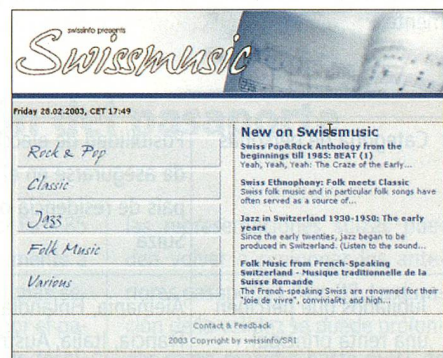 swissinfo presents
Swissmusic
Friday 28.02.2003, CET 17:49
Rock & Pop
Classic
Jazz
Folk Music
Various
New on Swissmusic
Swiss Pop&Rock Anthology from the
beginnings till 1985: BEAT (1)
Yeah, Yeah, Yeah: The Craze of the Early...
Swiss Ethnophony: Folk meets Classic
Swiss folk music and in particular folk songs have
often served as a source of...
Jazz in Switzerland 1930-1950: The early
years
Since the early twenties, jazz began to be
produced in Switzerland. (Listen to the sound...
Folk Music from French-Speaking
Switzerland - Musique traditionnelle de la
Suisse Romande
The French-speaking Swiss are renowned for their
"joie de vivre", conviviality and high...
Contact & Feedback
2003 Copyright by swissinfo/SRI